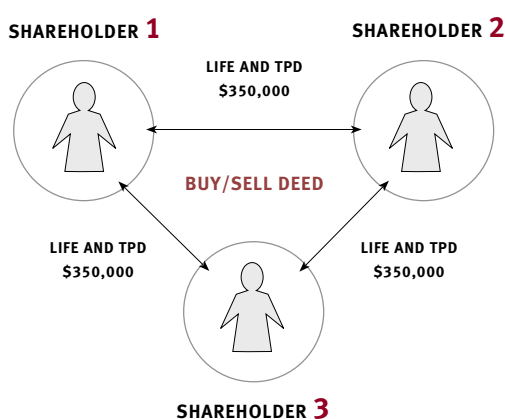 SHAREHOLDER 1
SHAREHOLDER 2
LIFE AND TPD
$350,000
BUY/SELL DEED
LIFE AND TPD
$350,000
LIFE AND TPD
$350,000
SHAREHOLDER 3